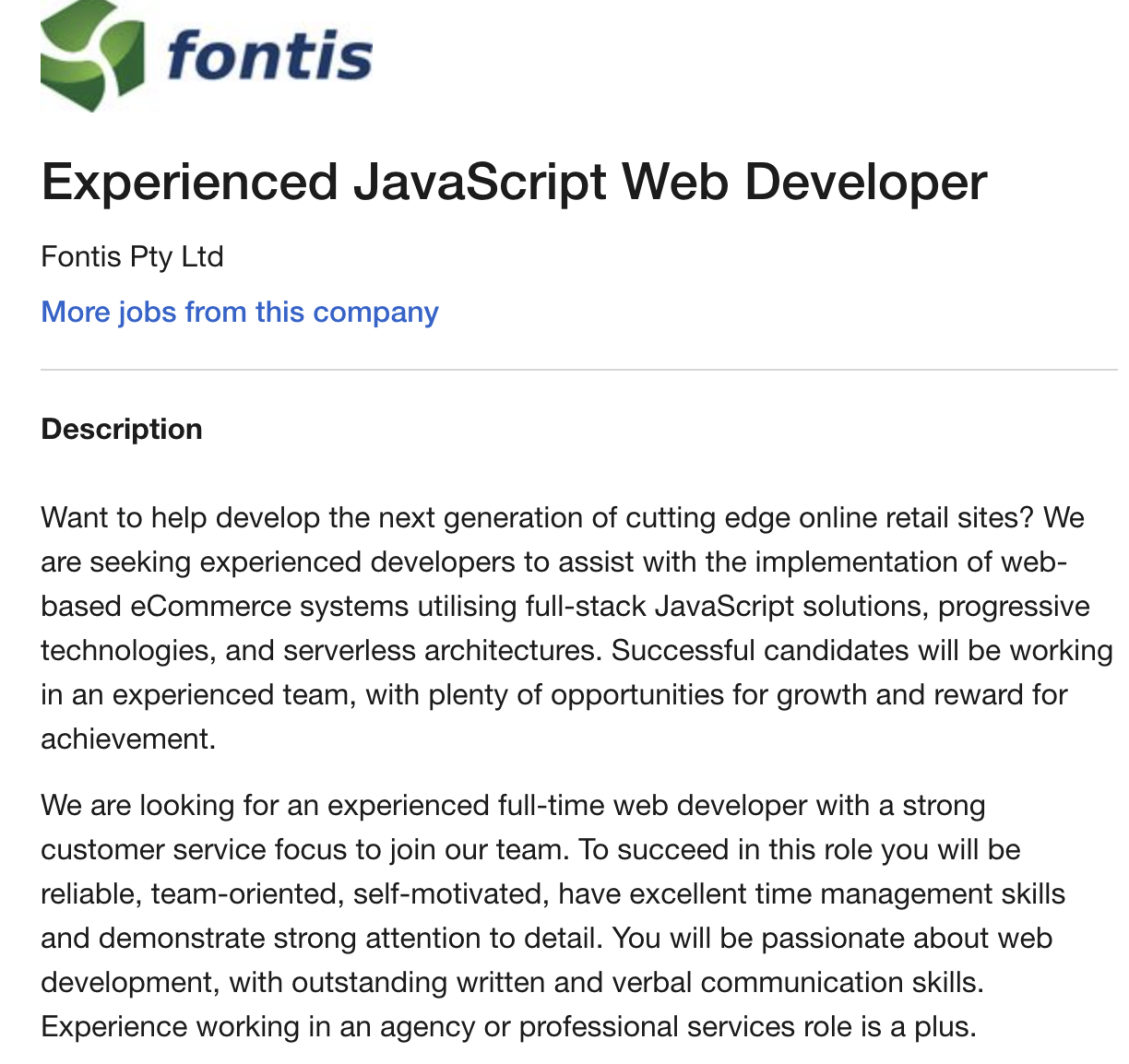 fontis
Experienced JavaScript Web Developer
Fontis Pty Ltd
More jobs from this company
Description
Want to help develop the next generation of cutting edge online retail sites? We
are seeking experienced developers to assist with the implementation of web-
based eCommerce systems utilising full-stack JavaScript solutions, progressive
technologies, and serverless architectures. Successful candidates will be working
in an experienced team, with plenty of opportunities for growth and reward for
achievement.
We are looking for an experienced full-time web developer with a strong
customer service focus to join our team. To succeed in this role you will be
reliable, team-oriented, self-motivated, have excellent time management skills
and demonstrate strong attention to detail. You will be passionate about web
development, with outstanding written and verbal communication skills.
Experience working in an agency or professional services role is a plus.